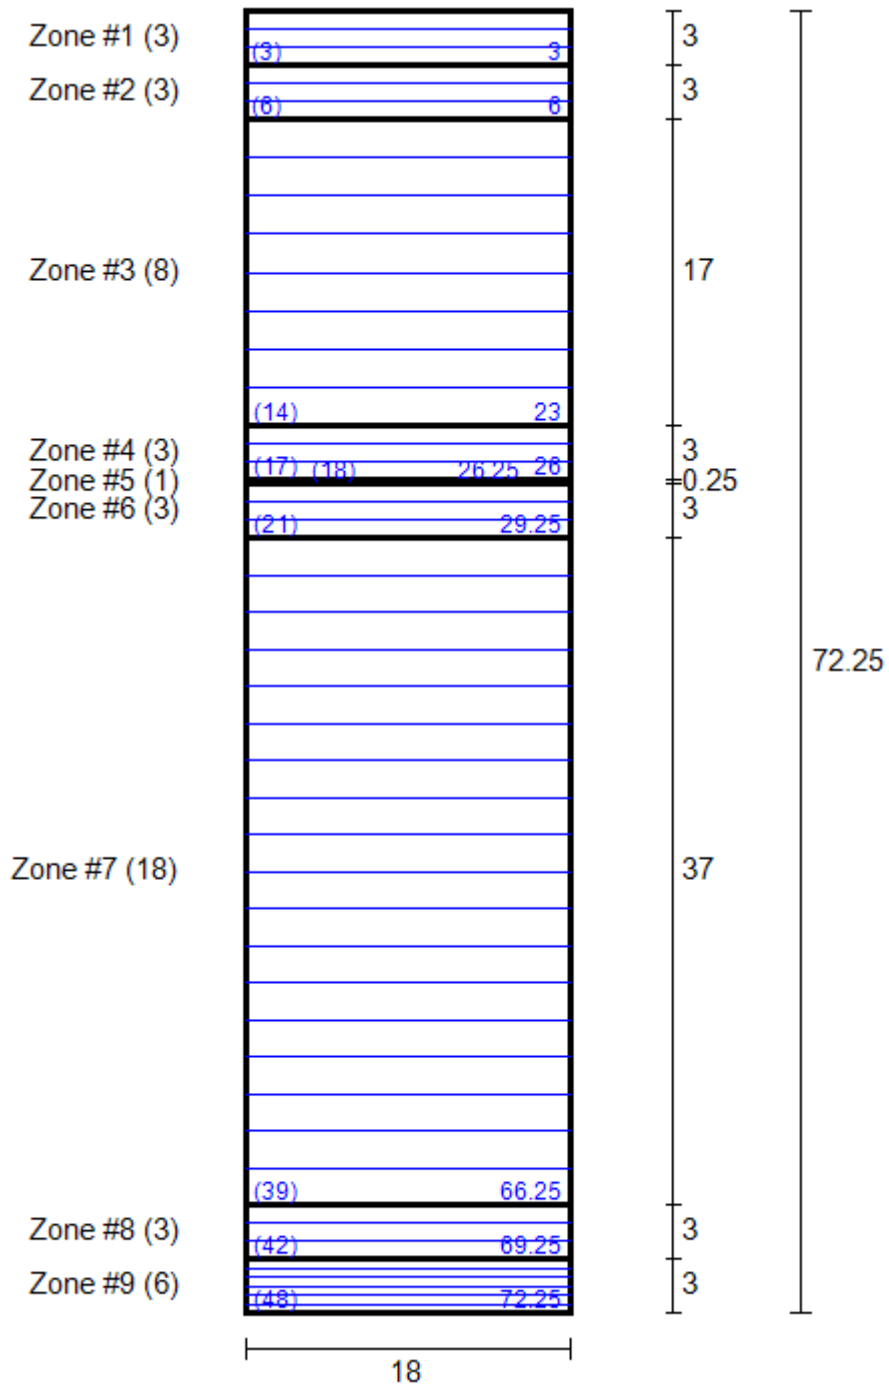 Zone #1 (3) (3) 3 3
Zone #2 (3) (6) 6 3
Zone #3 (8) 17
(14) 23
Zone #4 (3) (17) 26 3
Zone #5 (1) (18) 26.25 0.25
Zone #6 (3) (21) 29.25 3
72.25
Zone #7 (18) 37
(39) 66.25
Zone #8 (3) (42) 69.25 3
Zone #9 (6) (48) 72.25 3
18